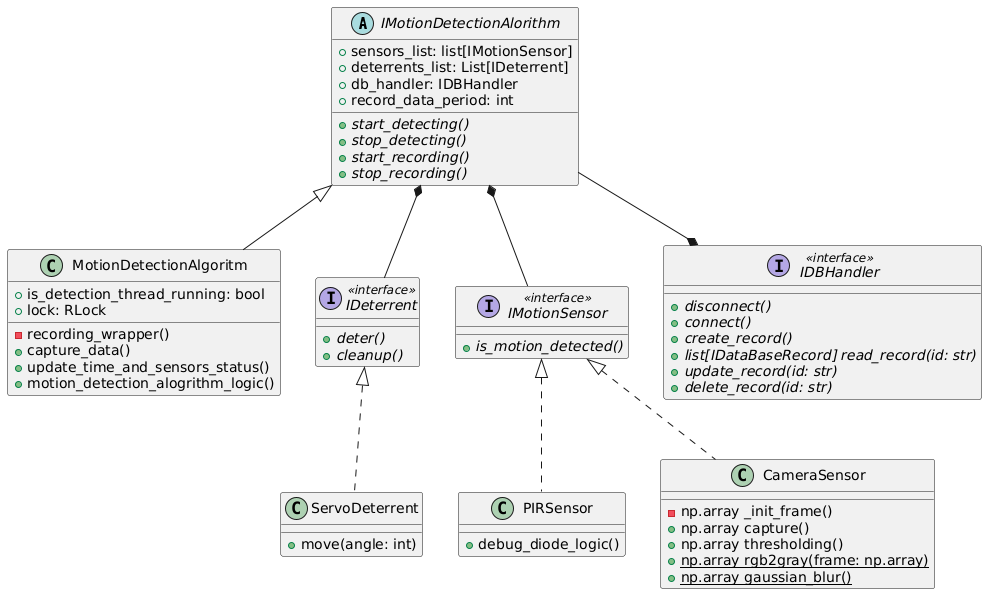 A IMotionDetectionAlorithm
sensors_list: list[IMotionSensor]
deterrents_list: List[IDeterrent]
db_handler: IDBHandler
record_data_period: int
start_detecting()
stop_detecting()
start_recording()
stop_recording()
C MotionDetectionAlgoritm
is_detection_thread_running: bool
lock: RLock
recording_wrapper()
capture_data()
update_time_and_sensors_status()
motion_detection_alogrithm_logic()
I «interface»
IDeterrent
deter()
cleanup()
I «interface»
IMotionSensor
is_motion_detected()
I «interface»
IDBHandler
disconnect()
connect()
create_record()
list[IDataBaseRecord] read_record(id: str)
update_record(id: str)
delete_record(id: str)
C ServoDeterrent
move(angle: int)
C PIRSensor
debug_diode_logic()
C CameraSensor
np.array _init_frame()
np.array capture()
np.array thresholding()
np.array rgb2gray(frame: np.array)
np.array gaussian_blur()